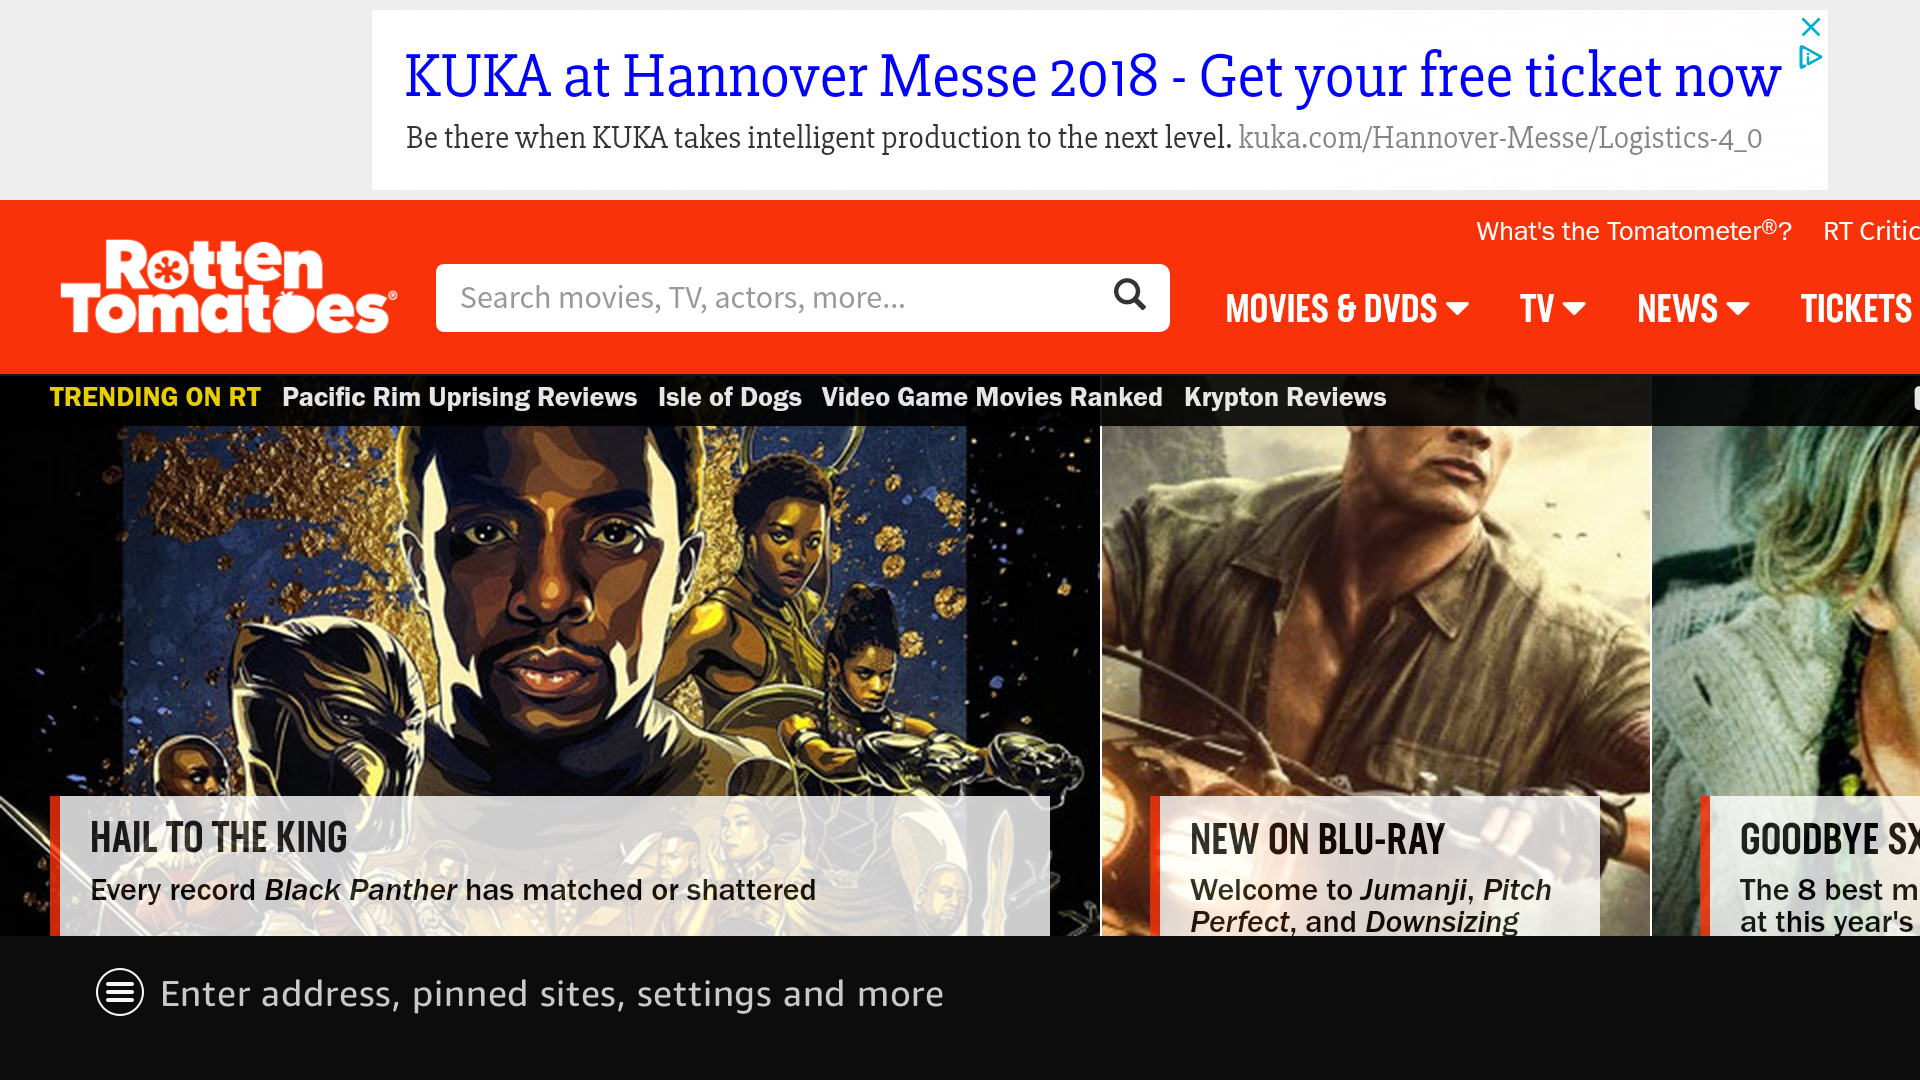 KUKA at Hannover Messe 2018 - Get your free ticket now
Be there when KUKA takes intelligent production to the next level. kuka.com/Hannover-Messe/Logistics-4_0
What's the Tomatometer®? RT Critic
Rotten
Tomatoes®
Search movies, TV, actors, more...
MOVIES & DVDS TV NEWS TICKETS
TRENDING ON RT Pacific Rim Uprising Reviews Isle of Dogs Video Game Movies Ranked Krypton Reviews
HAIL TO THE KING
Every record Black Panther has matched or shattered
NEW ON BLU-RAY
Welcome to Jumanji, Pitch
Perfect, and Downsizing
GOODBYE SX
The 8 best m
at this year's
Enter address, pinned sites, settings and more